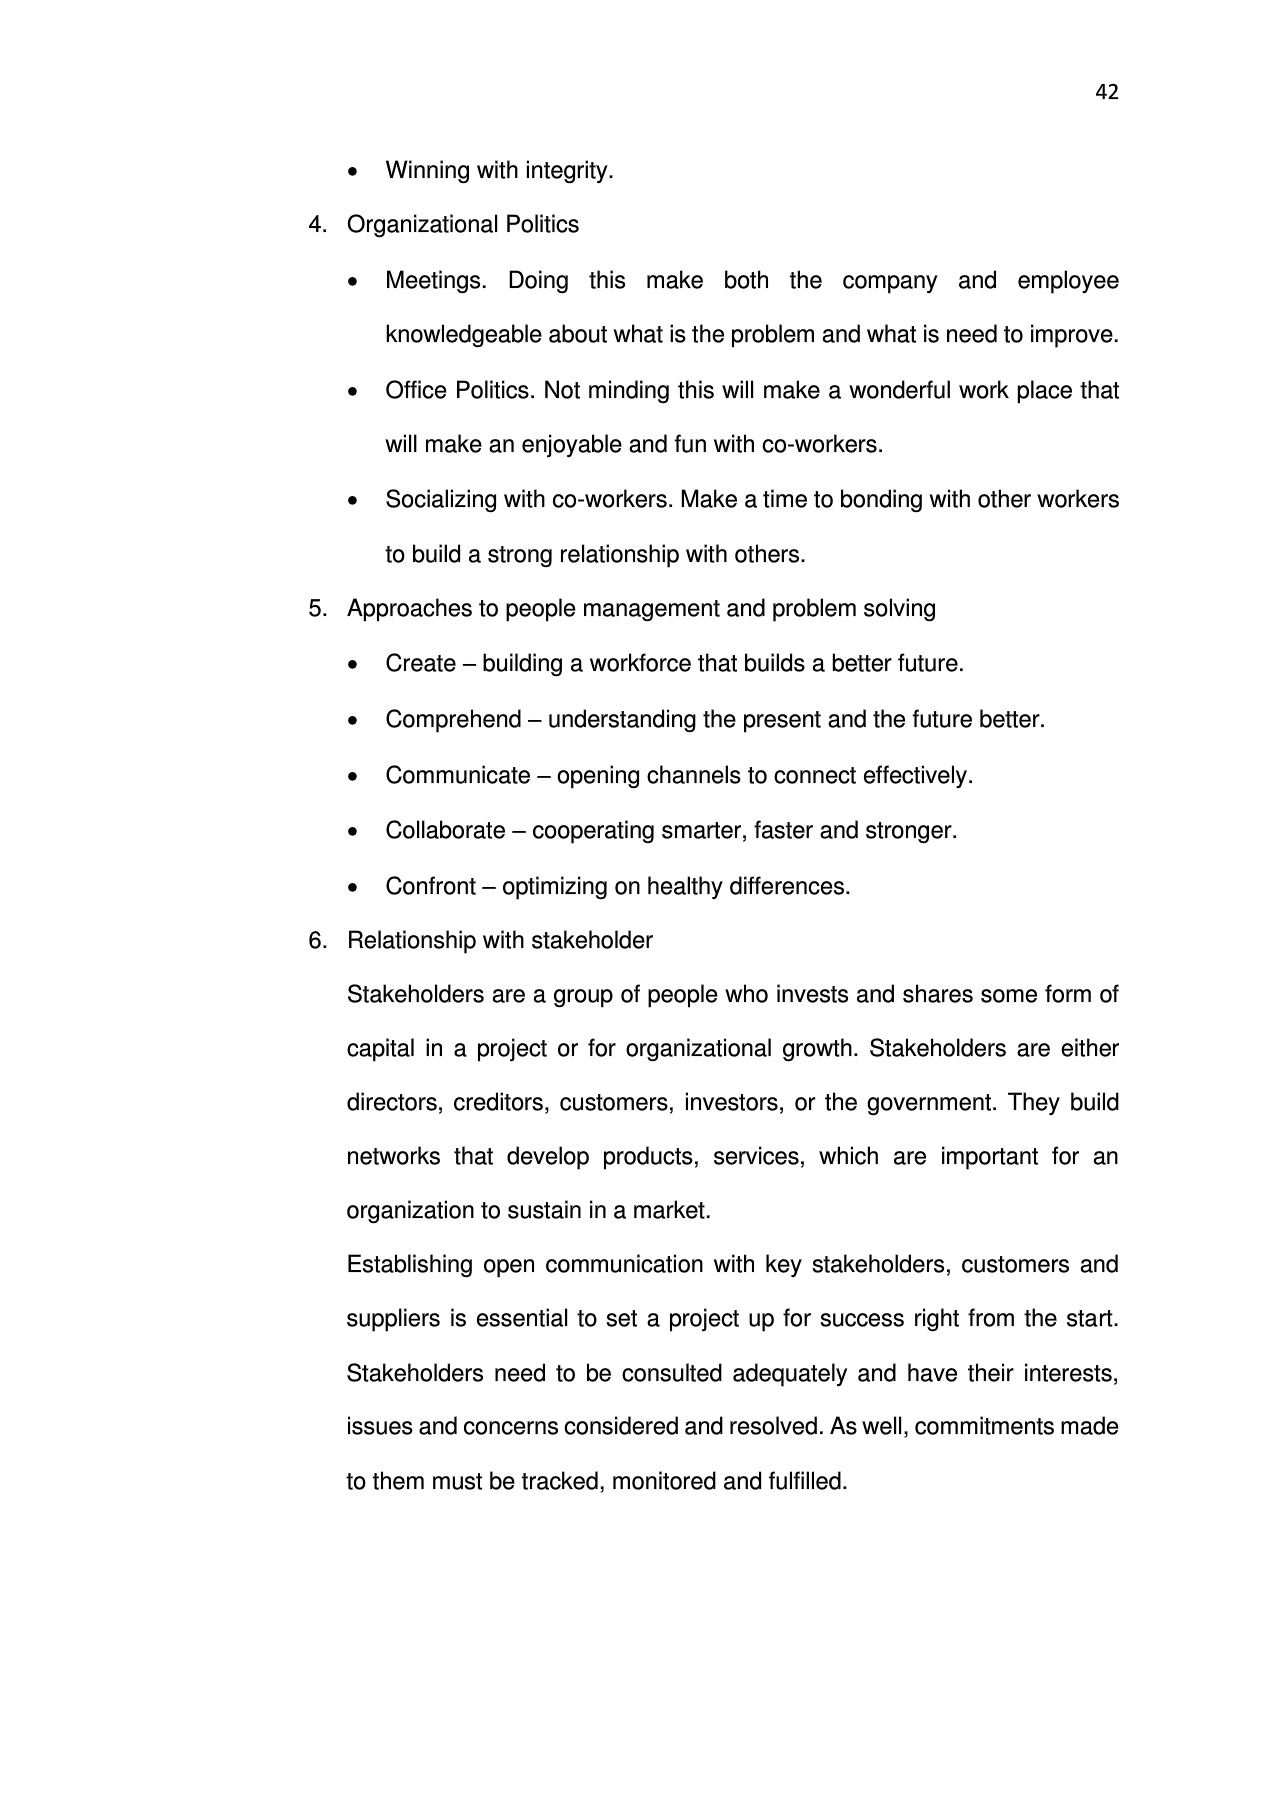 42
• Winning with integrity.
4. Organizational Politics
• Meetings. Doing this make both the company and employee
knowledgeable about what is the problem and what is need to improve.
• Office Politics. Not minding this will make a wonderful work place that
will make an enjoyable and fun with co-workers.
• Socializing with co-workers. Make a time to bonding with other workers
to build a strong relationship with others.
5. Approaches to people management and problem solving
• Create – building a workforce that builds a better future.
• Comprehend – understanding the present and the future better.
• Communicate – opening channels to connect effectively.
• Collaborate – cooperating smarter, faster and stronger.
• Confront – optimizing on healthy differences.
6. Relationship with stakeholder
Stakeholders are a group of people who invests and shares some form of
capital in a project or for organizational growth. Stakeholders are either
directors, creditors, customers, investors, or the government. They build
networks that develop products, services, which are important for an
organization to sustain in a market.
Establishing open communication with key stakeholders, customers and
suppliers is essential to set a project up for success right from the start.
Stakeholders need to be consulted adequately and have their interests,
issues and concerns considered and resolved. As well, commitments made
to them must be tracked, monitored and fulfilled.